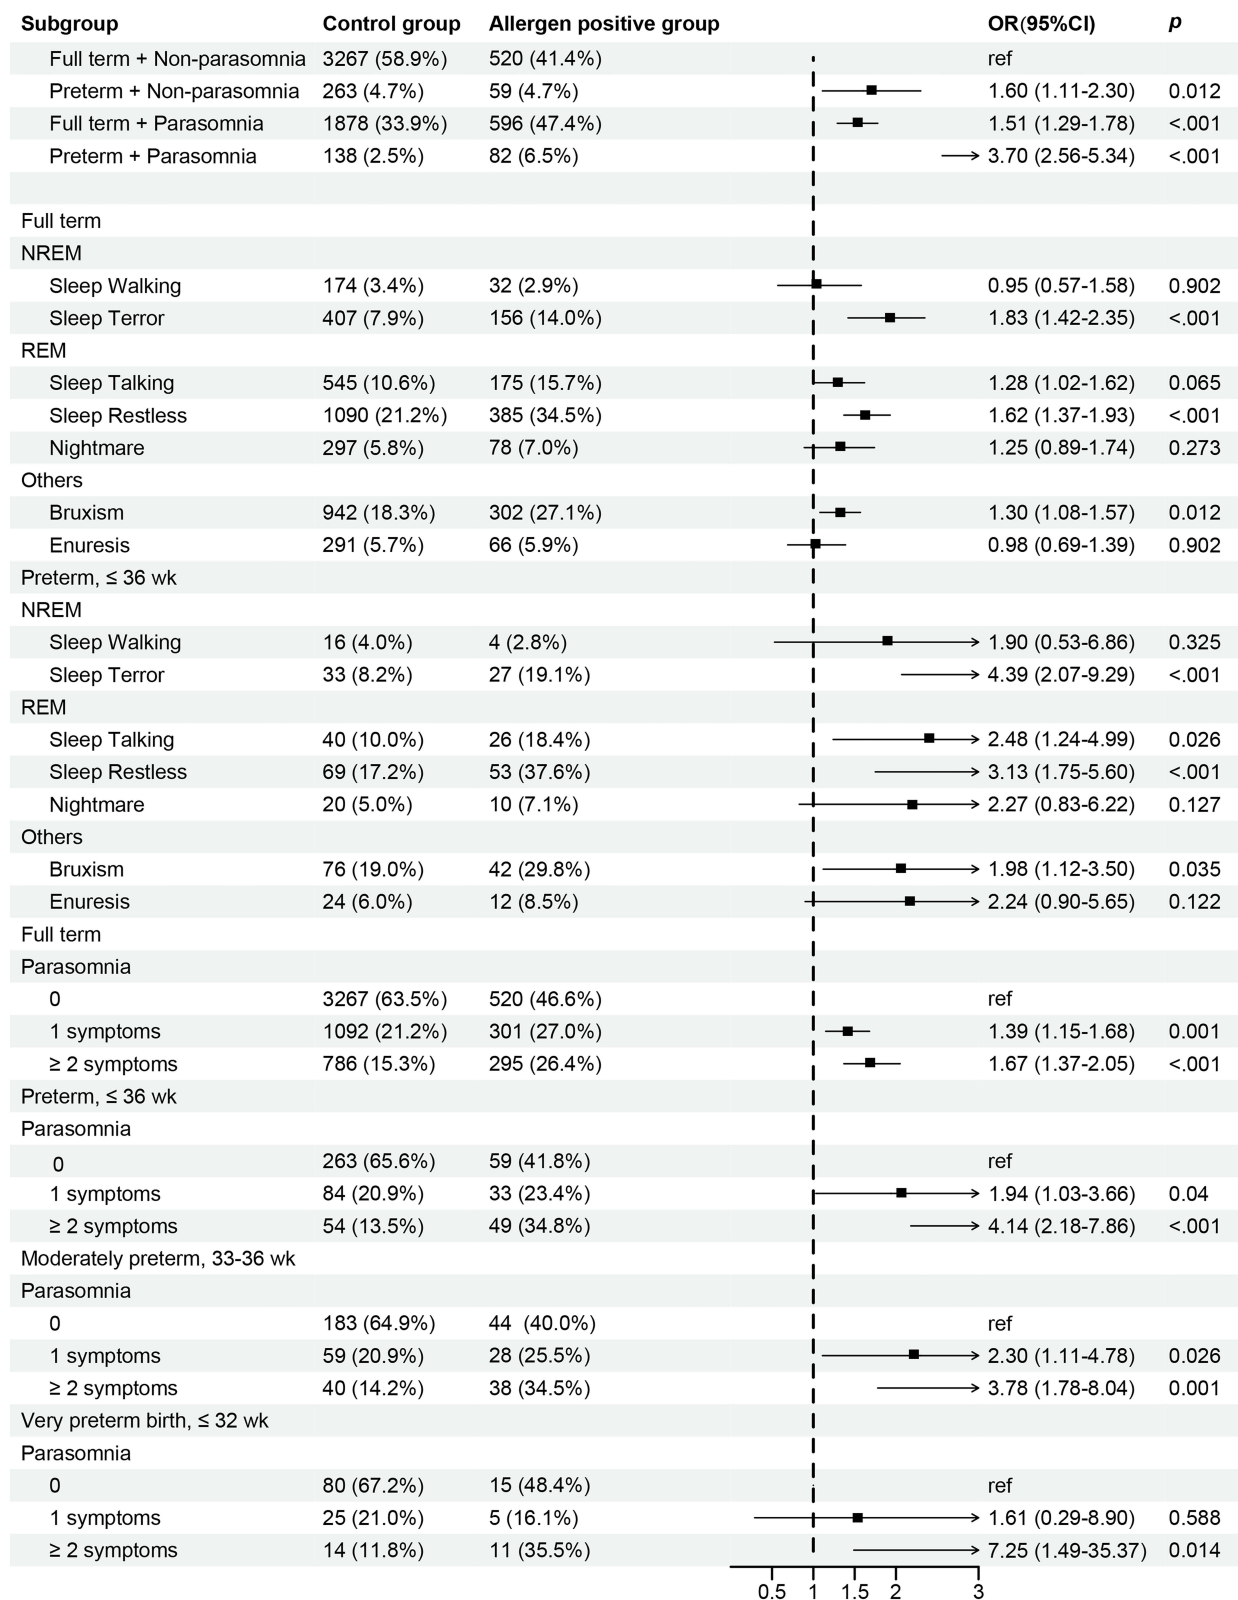 Subgroup Control group Allergen positive group OR(95%CI) p
Full term + Non-parasomnia 3267 (58.9%) 520 (41.4%) ref
Preterm + Non-parasomnia 263 (4.7%) 59 (4.7%) 1.60 (1.11-2.30) 0.012
Full term + Parasomnia 1878 (33.9%) 596 (47.4%) 1.51 (1.29-1.78) <.001
Preterm + Parasomnia 138 (2.5%) 82 (6.5%) 3.70 (2.56-5.34) <.001
Full term
NREM
Sleep Walking 174 (3.4%) 32 (2.9%) 0.95 (0.57-1.58) 0.902
Sleep Terror 407 (7.9%) 156 (14.0%) 1.83 (1.42-2.35) <.001
REM
Sleep Talking 545 (10.6%) 175 (15.7%) 1.28 (1.02-1.62) 0.065
Sleep Restless 1090 (21.2%) 385 (34.5%) 1.62 (1.37-1.93) <.001
Nightmare 297 (5.8%) 78 (7.0%) 1.25 (0.89-1.74) 0.273
Others
Bruxism 942 (18.3%) 302 (27.1%) 1.30 (1.08-1.57) 0.012
Enuresis 291 (5.7%) 66 (5.9%) 0.98 (0.69-1.39) 0.902
Preterm, ≤ 36 wk
NREM
Sleep Walking 16 (4.0%) 4 (2.8%) 1.90 (0.53-6.86) 0.325
Sleep Terror 33 (8.2%) 27 (19.1%) 4.39 (2.07-9.29) <.001
REM
Sleep Talking 40 (10.0%) 26 (18.4%) 2.48 (1.24-4.99) 0.026
Sleep Restless 69 (17.2%) 53 (37.6%) 3.13 (1.75-5.60) <.001
Nightmare 20 (5.0%) 10 (7.1%) 2.27 (0.83-6.22) 0.127
Others
Bruxism 76 (19.0%) 42 (29.8%) 1.98 (1.12-3.50) 0.035
Enuresis 24 (6.0%) 12 (8.5%) 2.24 (0.90-5.65) 0.122
Full term
Parasomnia
0 3267 (63.5%) 520 (46.6%) ref
1 symptoms 1092 (21.2%) 301 (27.0%) 1.39 (1.15-1.68) 0.001
≥ 2 symptoms 786 (15.3%) 295 (26.4%) 1.67 (1.37-2.05) <.001
Preterm, ≤ 36 wk
Parasomnia
0 263 (65.6%) 59 (41.8%) ref
1 symptoms 84 (20.9%) 33 (23.4%) 1.94 (1.03-3.66) 0.04
≥ 2 symptoms 54 (13.5%) 49 (34.8%) 4.14 (2.18-7.86) <.001
Moderately preterm, 33-36 wk
Parasomnia
0 183 (64.9%) 44 (40.0%) ref
1 symptoms 59 (20.9%) 28 (25.5%) 2.30 (1.11-4.78) 0.026
≥ 2 symptoms 40 (14.2%) 38 (34.5%) 3.78 (1.78-8.04) 0.001
Very preterm birth, ≤ 32 wk
Parasomnia
0 80 (67.2%) 15 (48.4%) ref
1 symptoms 25 (21.0%) 5 (16.1%) 1.61 (0.29-8.90) 0.588
≥ 2 symptoms 14 (11.8%) 11 (35.5%) 7.25 (1.49-35.37) 0.014
0.5 1 1.5 2 3